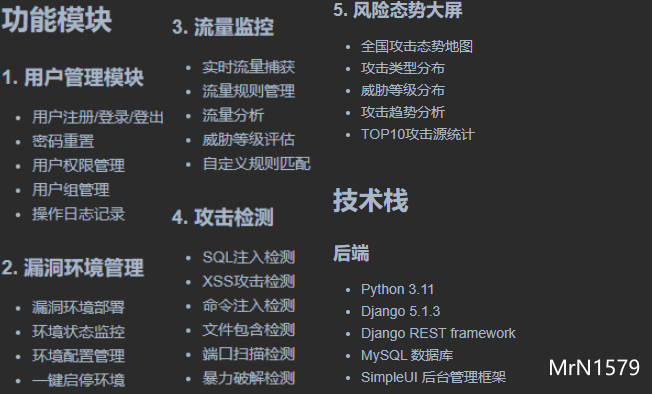 功能模块
1. 用户管理模块
用户注册/登录/登出
密码重置
用户权限管理
用户组管理
操作日志记录
2. 漏洞环境管理
漏洞环境部署
环境状态监控
环境配置管理
一键启停环境
3. 流量监控
实时流量捕获
流量规则管理
流量分析
威胁等级评估
自定义规则匹配
4. 攻击检测
SQL注入检测
XSS攻击检测
命令注入检测
文件包含检测
端口扫描检测
暴力破解检测
5. 风险态势大屏
全国攻击态势地图
攻击类型分布
威胁等级分布
攻击趋势分析
TOP10攻击源统计
技术栈
后端
Python 3.11
Django 5.1.3
Django REST framework
MySQL 数据库
SimpleUI 后台管理框架
MrN1579